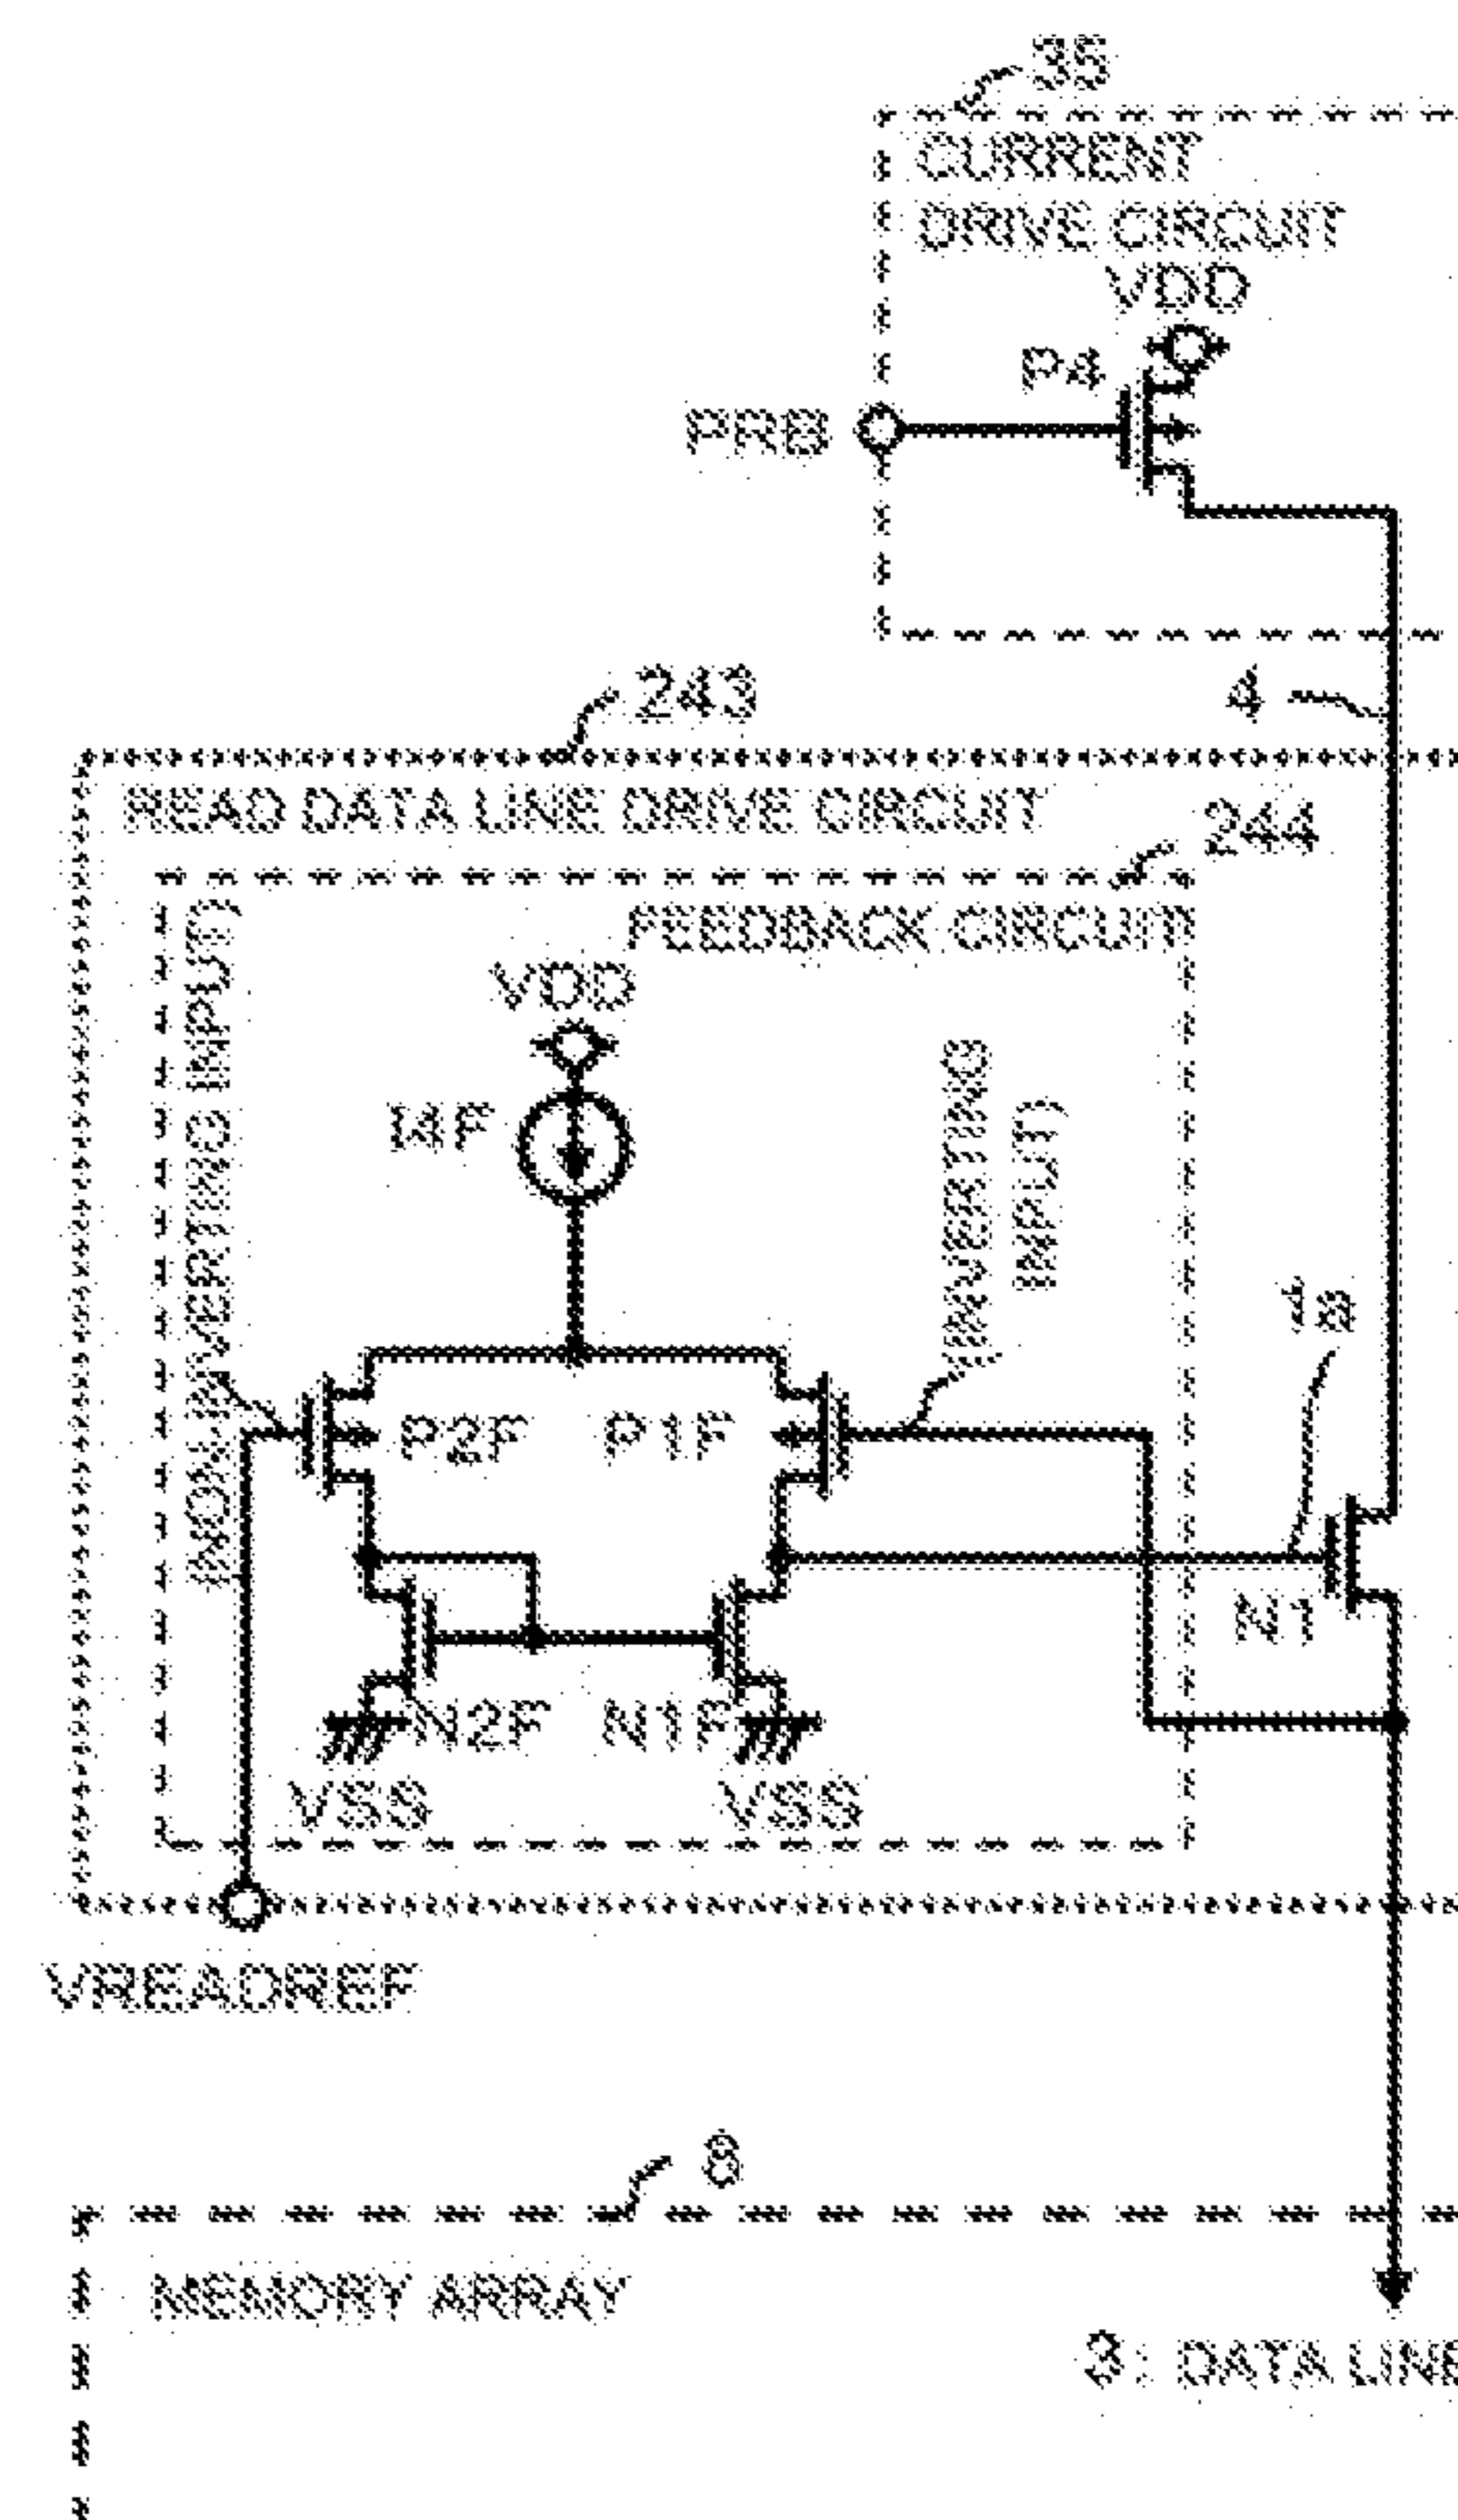 35
CURRENT
DRIVE CIRCUIT
VDD
P4
PRB
243
4
READ DATA LINE DRIVE CIRCUIT
244
FEEDBACK CIRCUIT
VDD
NON-INVERTING INPUT)
I4F
INVERTING
INPUT)
1a
P2F
P1F
N1
N2F
N1F
VSS
VSS
VREADREF
8
MEMORY ARRAY
3: DATA LINE